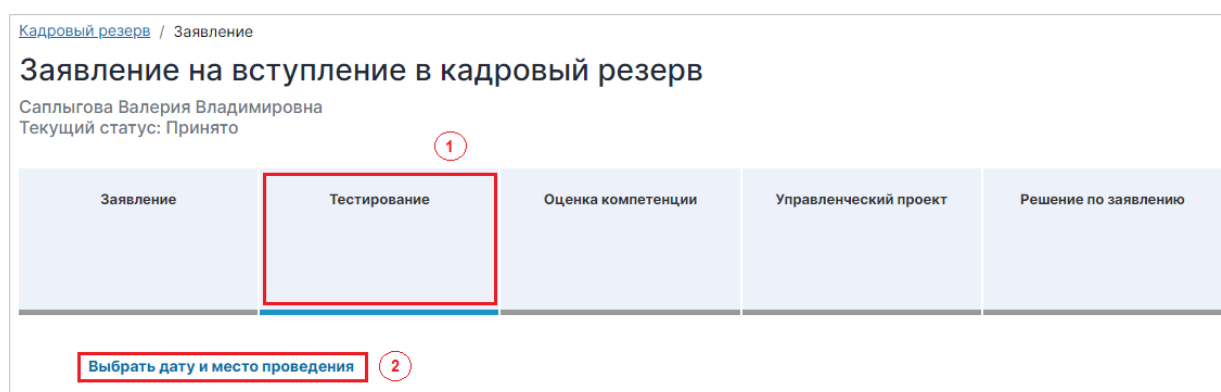 Кадровый резерв / Заявление
Заявление на вступление в кадровый резерв
Саплыгова Валерия Владимировна
Текущий статус: Принято
1
Заявление Тестирование Оценка компетенции Управленческий проект Решение по заявлению
Выбрать дату и место проведения 2